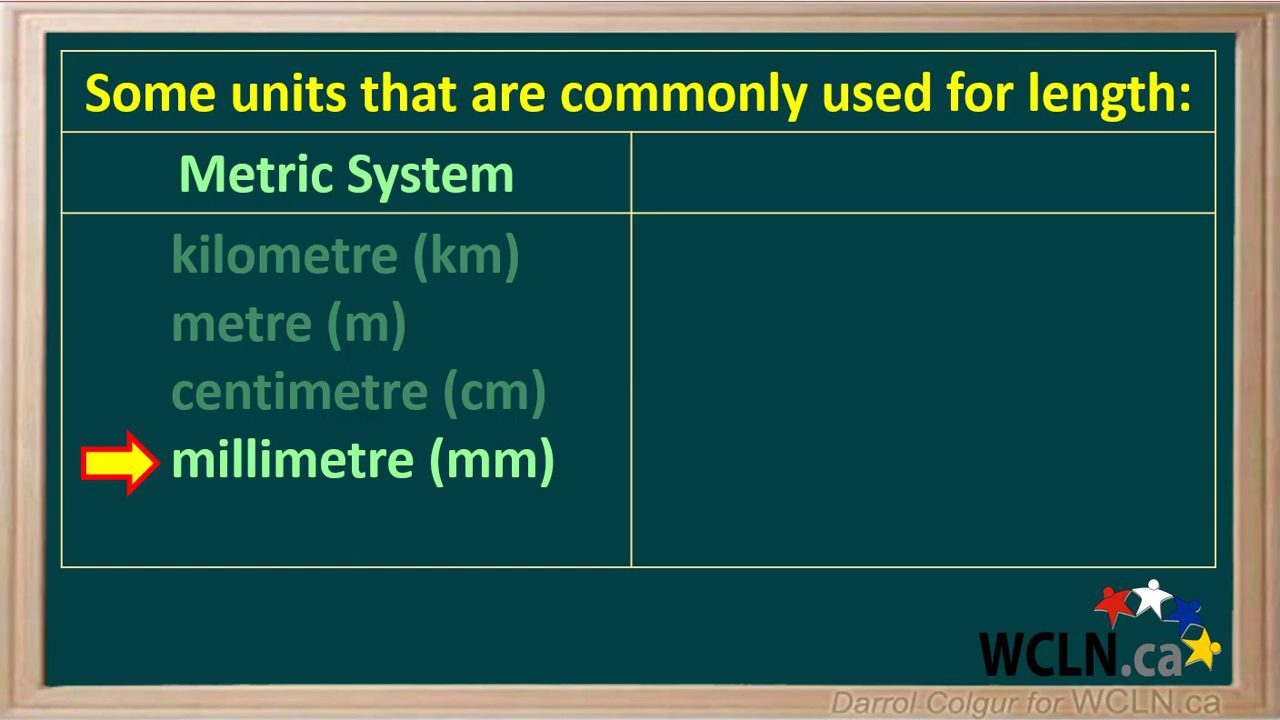 Some units that are commonly used for length:
Metric System
kilometre (km)
metre (m)
centimetre (cm)
millimetre (mm)
WCLN.ca
Darrol Colgur for WCLN.ca